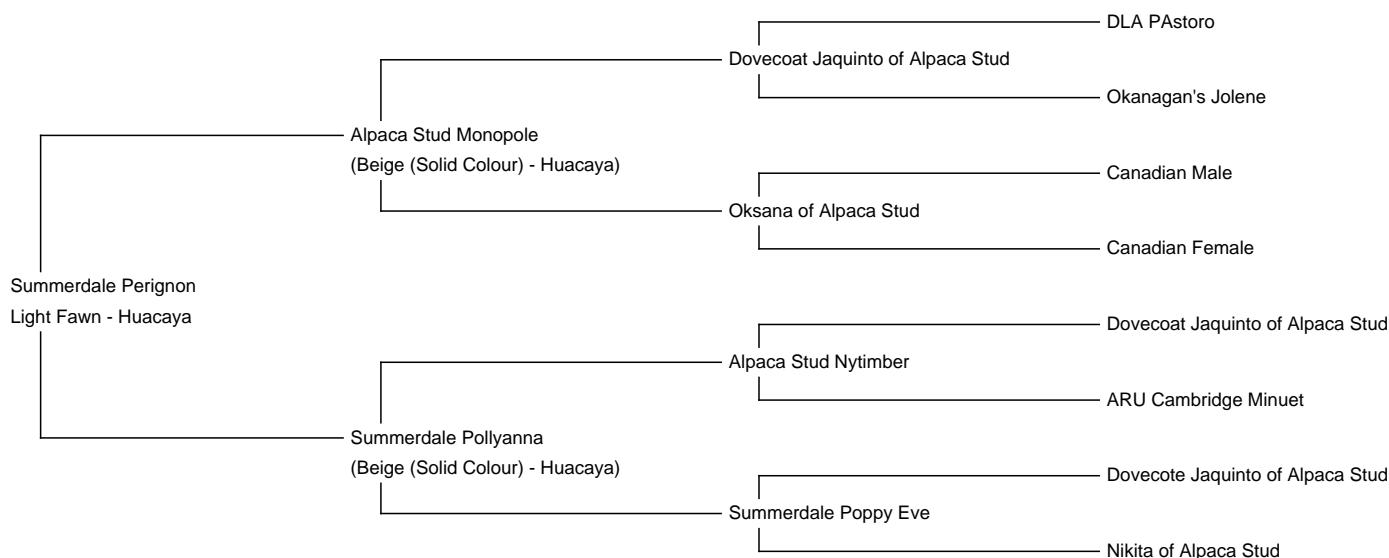 DLA PAstoro
Dovecoat Jaquinto of Alpaca Stud
Okanagan's Jolene
Alpaca Stud Monopole
(Beige (Solid Colour) - Huacaya)
Canadian Male
Oksana of Alpaca Stud
Canadian Female
Summerdale Perignon
Light Fawn - Huacaya
Dovecoat Jaquinto of Alpaca Stud
Alpaca Stud Nytimber
ARU Cambridge Minuet
Summerdale Pollyanna
(Beige (Solid Colour) - Huacaya)
Dovecote Jaquinto of Alpaca Stud
Summerdale Poppy Eve
Nikita of Alpaca Stud